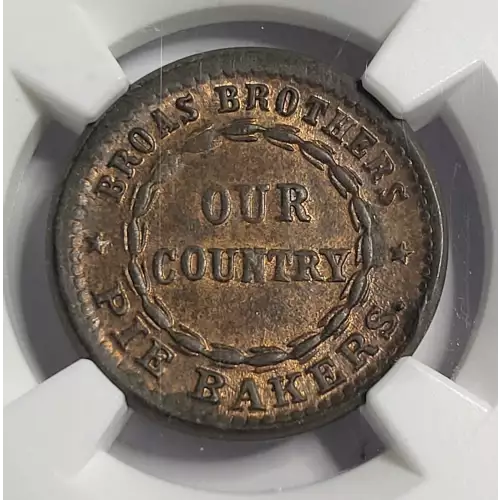 BROAS BROTHERS
OUR
COUNTRY
PIE BAKERS.